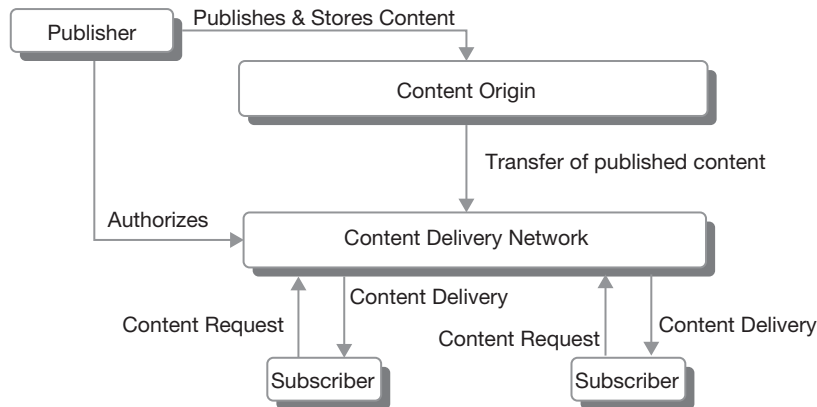 Publishes & Stores Content
Publisher
Content Origin
Transfer of published content
Authorizes
Content Delivery Network
Content Delivery
Content Request
Content Delivery
Content Request
Subscriber
Subscriber